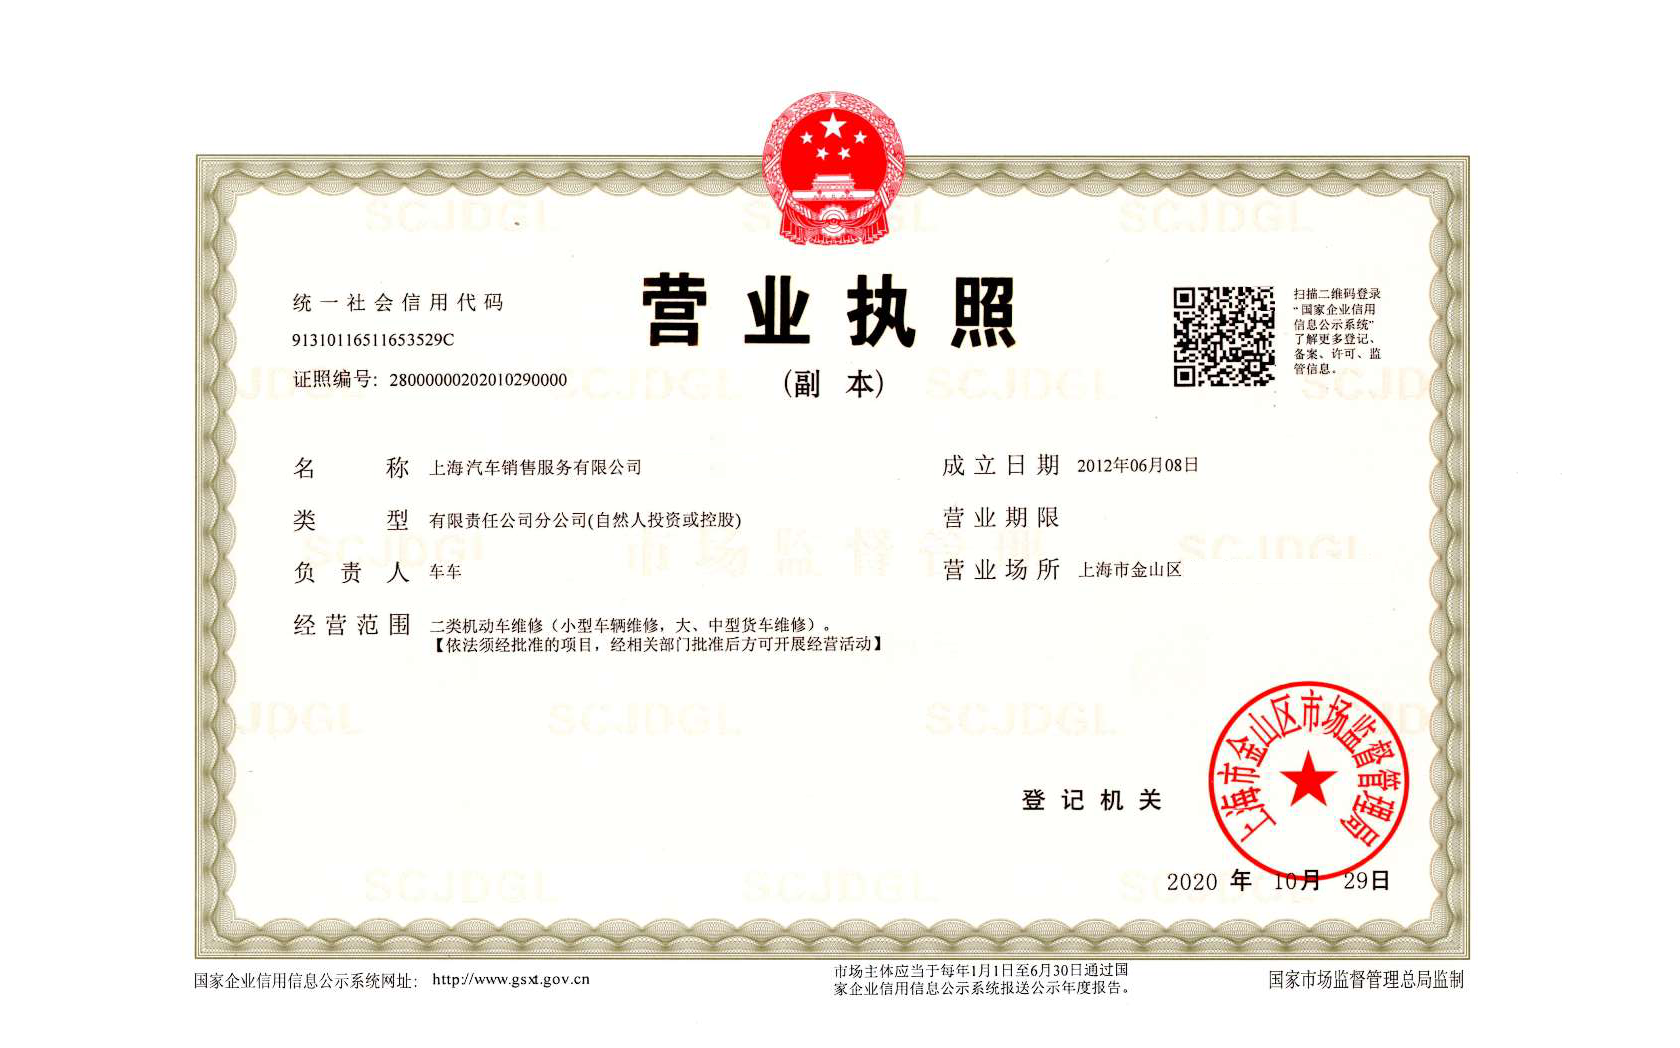 营业执照
（副 本）
统一社会信用代码
91310116511653529C
证照编号：28000000202010290000
扫描二维码登录
“国家企业信用
信息公示系统”
了解更多登记、
备案、许可、监
管信息。
名 称 上海汽车销售服务有限公司
类 型 有限责任公司分公司(自然人投资或控股)
负 责 人 车车
经 营 范 围 二类机动车维修（小型车辆维修，大、中型货车维修）。
【依法须经批准的项目，经相关部门批准后方可开展经营活动】
成 立 日 期 2012年06月08日
营 业 期 限
营 业 场 所 上海市金山区
市场监督管理
SCJDGL
登 记 机 关
上海市金山区市场监督管理局
2020 年 10月 29日
国家企业信用信息公示系统网址： http://www.gsxt.gov.cn
市场主体应当于每年1月1日至6月30日通过国
家企业信用信息公示系统报送公示年度报告。
国家市场监督管理总局监制